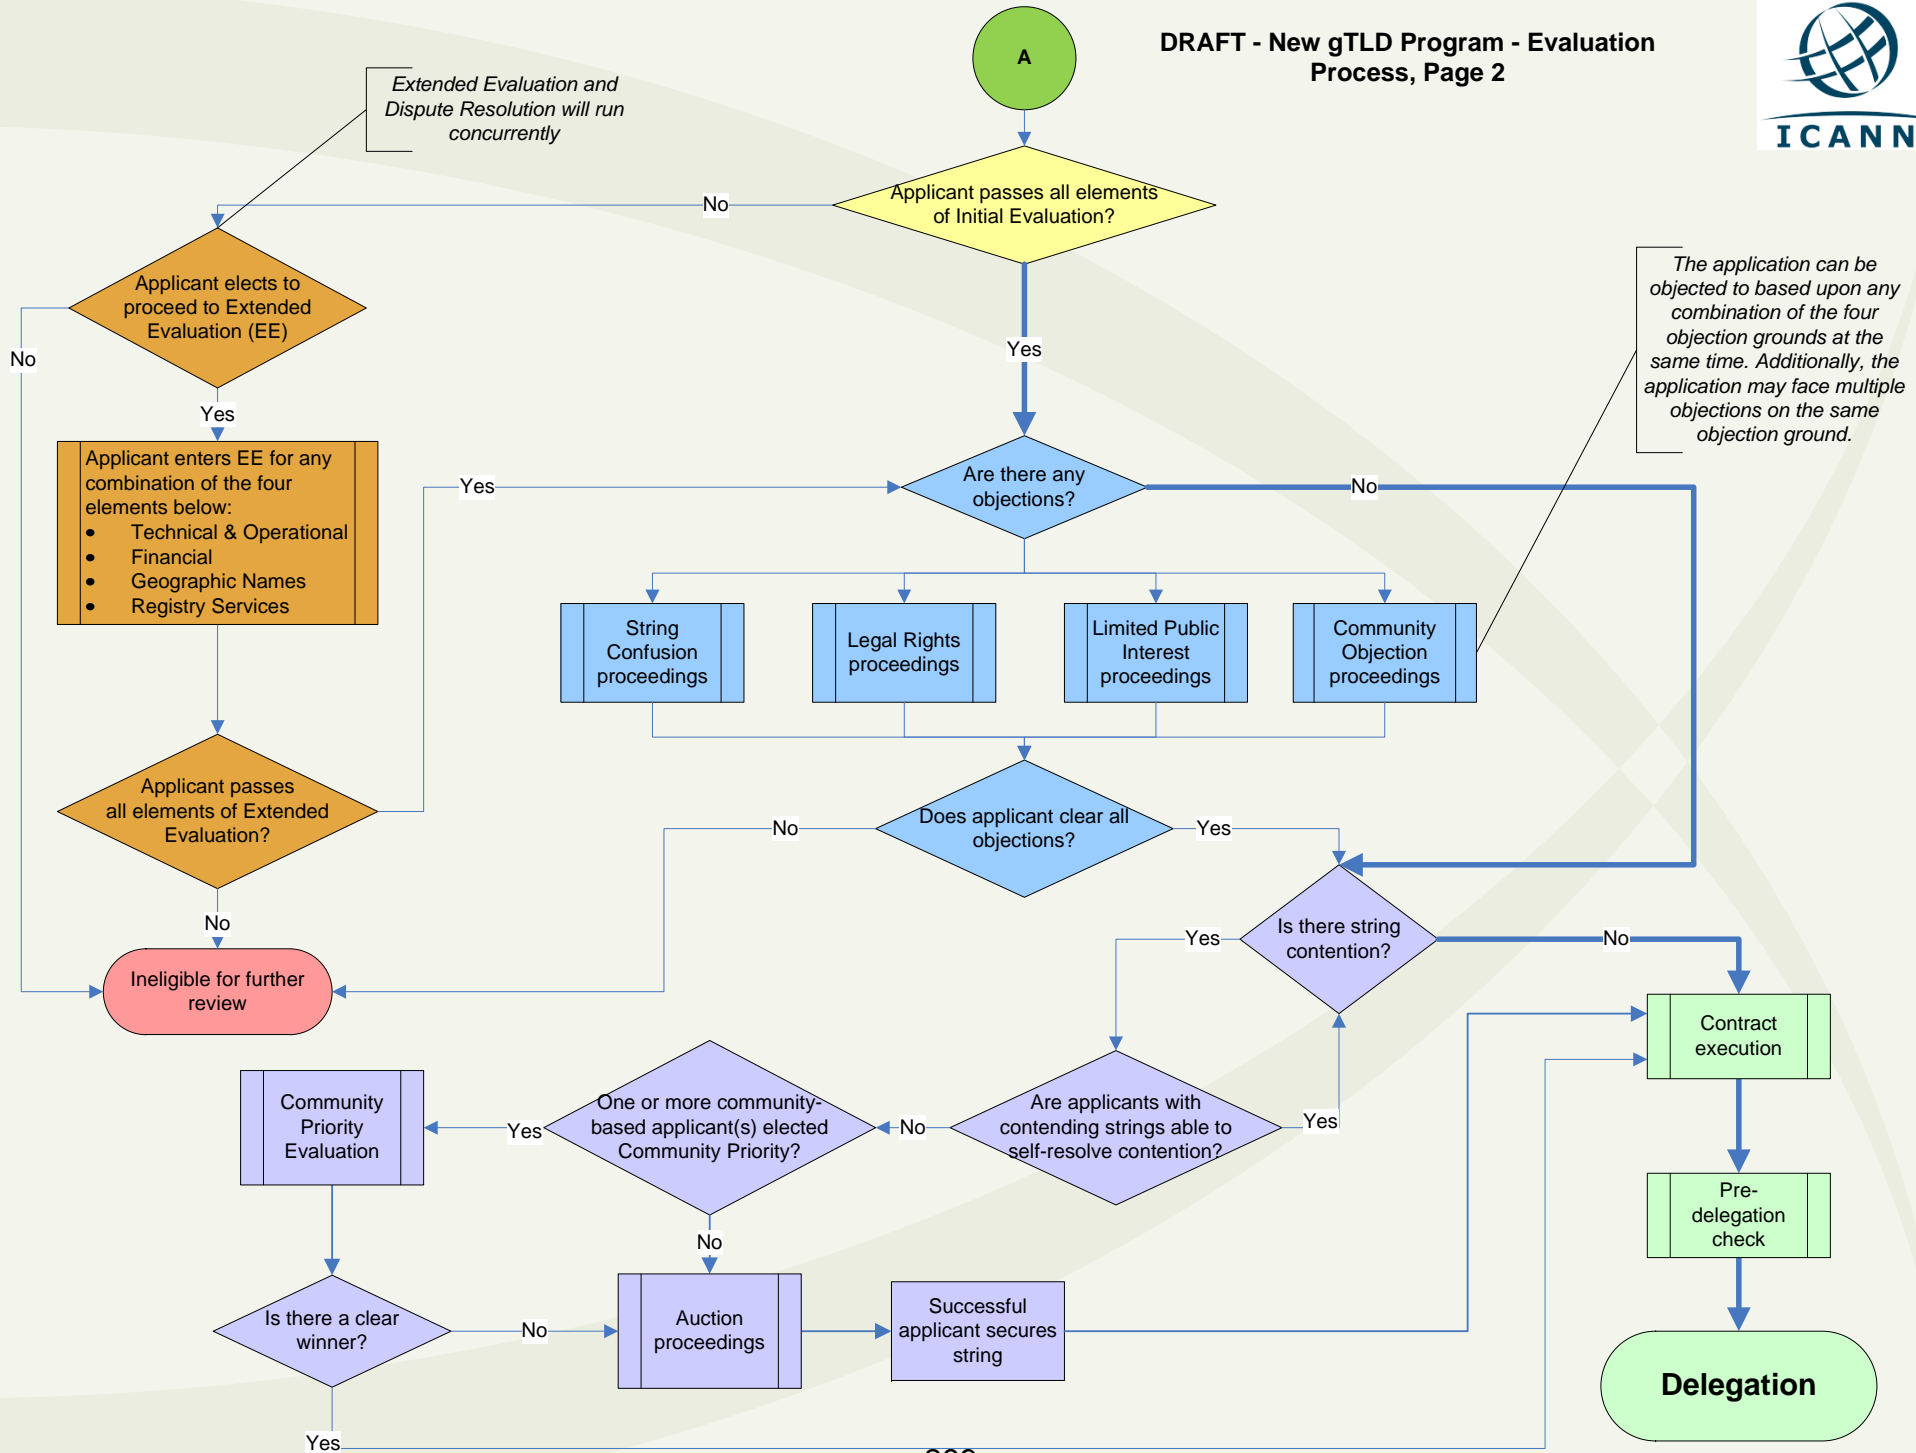 A
DRAFT - New gTLD Program - Evaluation
Process, Page 2
ICANN
Extended Evaluation and
Dispute Resolution will run
concurrently
Applicant passes all elements
of Initial Evaluation?
No
Yes
Applicant elects to
proceed to Extended
Evaluation (EE)
No
Yes
The application can be
objected to based upon any
combination of the four
objection grounds at the
same time. Additionally, the
application may face multiple
objections on the same
objection ground.
Applicant enters EE for any
combination of the four
elements below:
• Technical & Operational
• Financial
• Geographic Names
• Registry Services
Yes
Are there any
objections?
No
String
Confusion
proceedings
Legal Rights
proceedings
Limited Public
Interest
proceedings
Community
Objection
proceedings
Applicant passes
all elements of Extended
Evaluation?
No
Does applicant clear all
objections?
No
Yes
Ineligible for further
review
Is there string
contention?
Yes
No
Contract
execution
Are applicants with
contending strings able to
self-resolve contention?
Yes
No
One or more community-
based applicant(s) elected
Community Priority?
Yes
No
Community
Priority
Evaluation
Pre-
delegation
check
Is there a clear
winner?
No
Yes
Auction
proceedings
Successful
applicant secures
string
Delegation